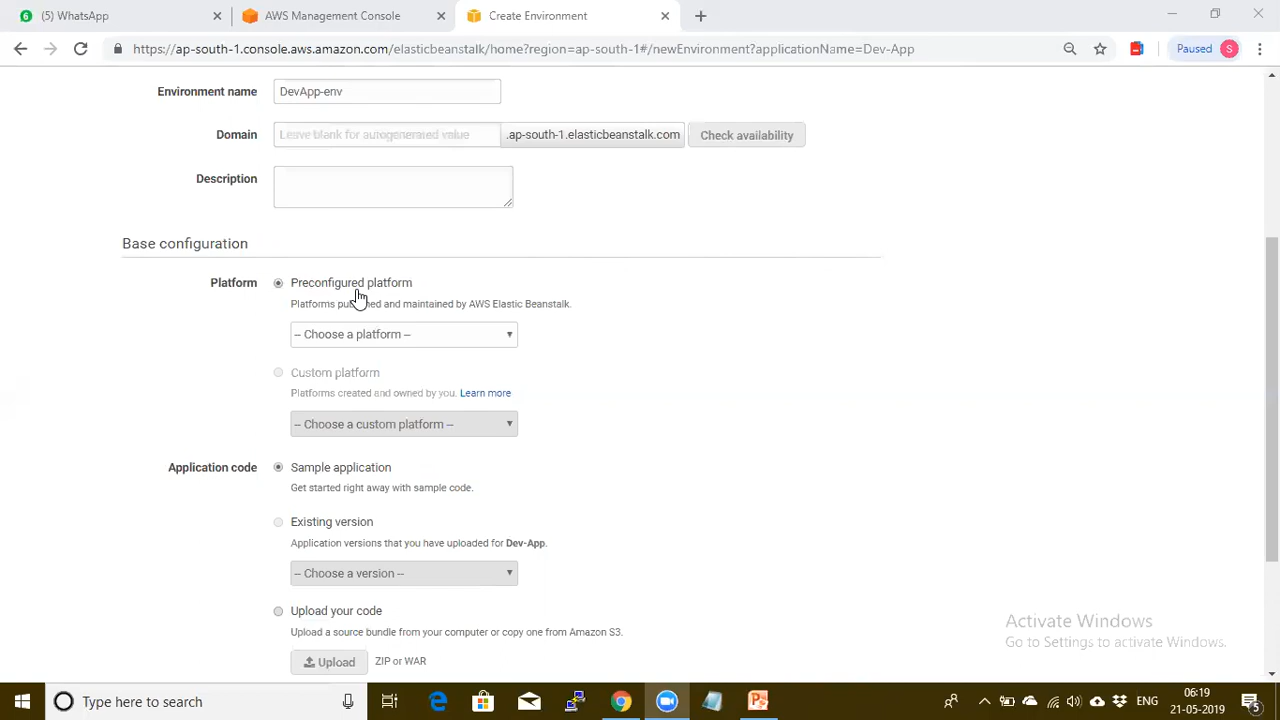 (5) WhatsApp
AWS Management Console
Create Environment
https://ap-south-1.console.aws.amazon.com/elasticbeanstalk/home?region=ap-south-1#/newEnvironment?applicationName=Dev-App
Paused S
Environment name DevApp-env
Domain Leave blank for autogenerated value .ap-south-1.elasticbeanstalk.com Check availability
Description
Base configuration
Platform Preconfigured platform
Platforms and maintained by AWS Elastic Beanstalk.
-- Choose a platform --
Custom platform
Platforms created and owned by you. Learn more
-- Choose a custom platform --
Application code Sample application
Get started right away with sample code.
Existing version
Application versions that you have uploaded for Dev-App.
-- Choose a version --
Upload your code
Upload a source bundle from your computer or copy one from Amazon S3.
Upload ZIP or WAR
Activate Windows
Go to Settings to activate Windows.
Type here to search
ENG
06:19
21-05-2019
5